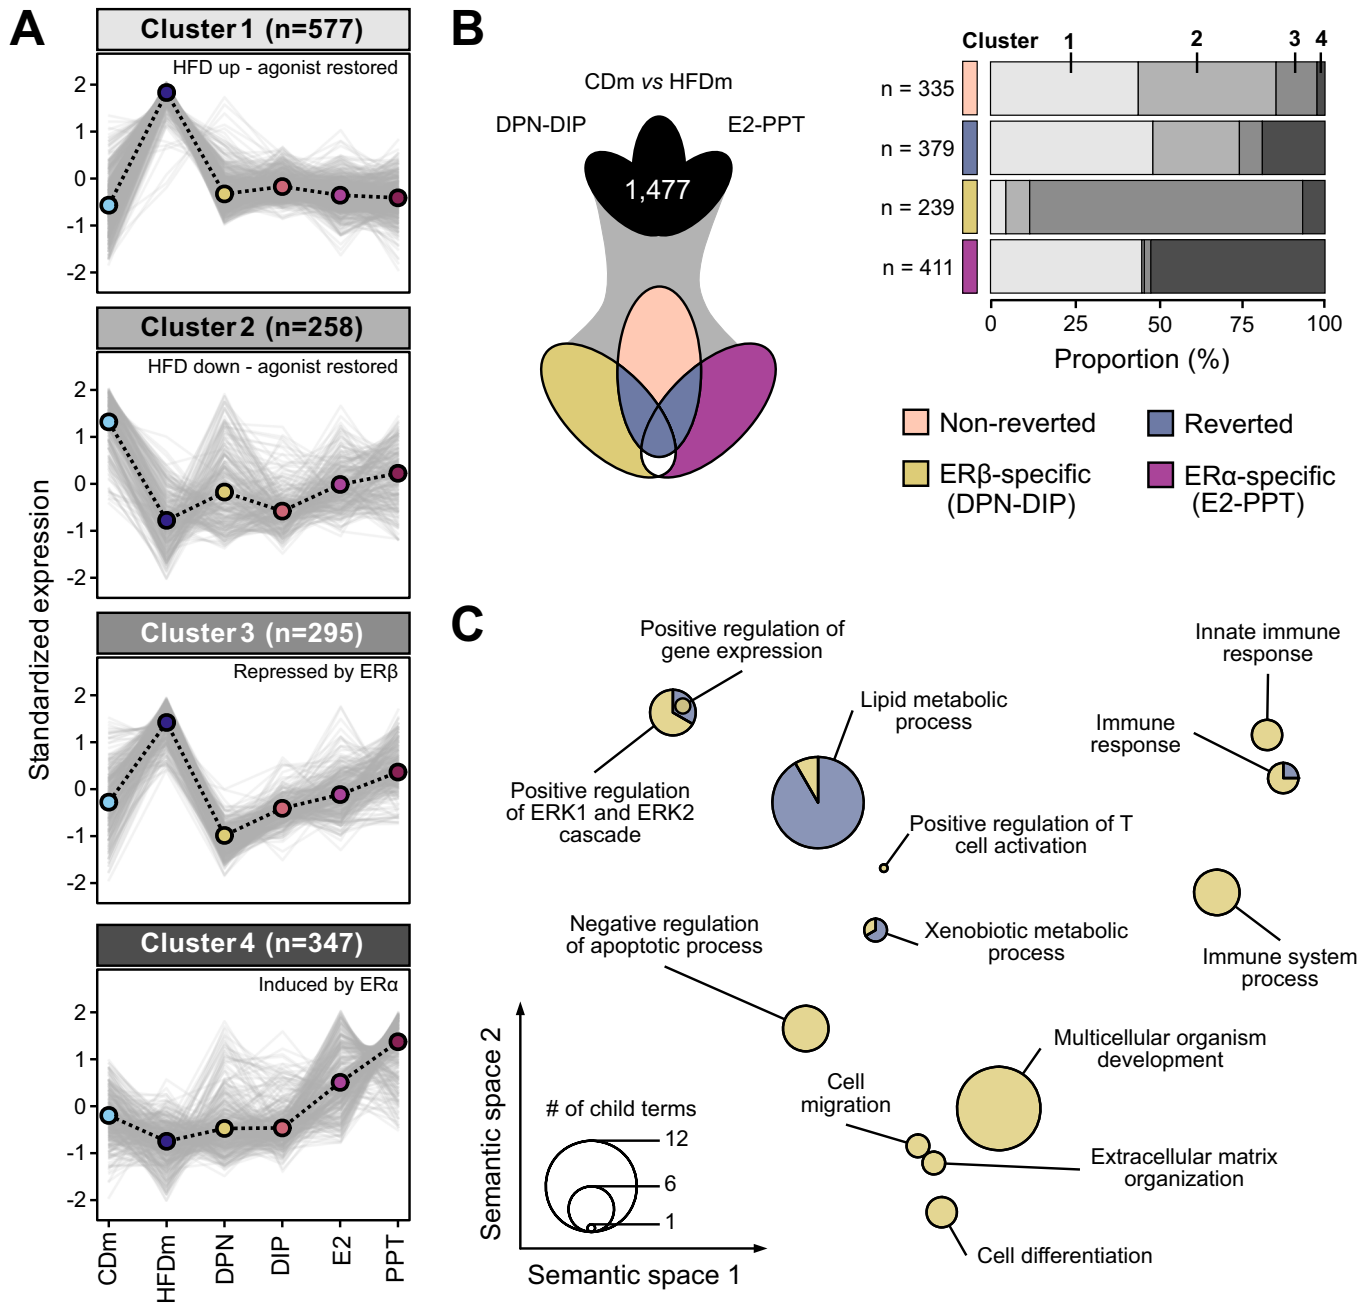 A
Standardized expression
Cluster 1 (n=577)
HFD up - agonist restored
2
1
0
-1
-2
Cluster 2 (n=258)
HFD down - agonist restored
2
1
0
-1
-2
Cluster 3 (n=295)
Repressed by ERβ
2
1
0
-1
-2
Cluster 4 (n=347)
Induced by ERα
2
1
0
-1
-2
CDm
HFDm
DPN
DIP
E2
PPT
B
CDm vs HFDm
DPN-DIP
E2-PPT
1,477
Cluster
1
2
3
4
n = 335
n = 379
n = 239
n = 411
0
25
50
75
100
Proportion (%)
Non-reverted
Reverted
ERβ-specific
(DPN-DIP)
ERα-specific
(E2-PPT)
C
Positive regulation of
gene expression
Positive regulation
of ERK1 and ERK2
cascade
Lipid metabolic
process
Innate immune
response
Immune
response
Positive regulation of T
cell activation
Xenobiotic metabolic
process
Immune system
process
Negative regulation
of apoptotic process
Multicellular organism
development
Cell
migration
Extracellular matrix
organization
Cell differentiation
# of child terms
12
6
1
Semantic space 2
Semantic space 1